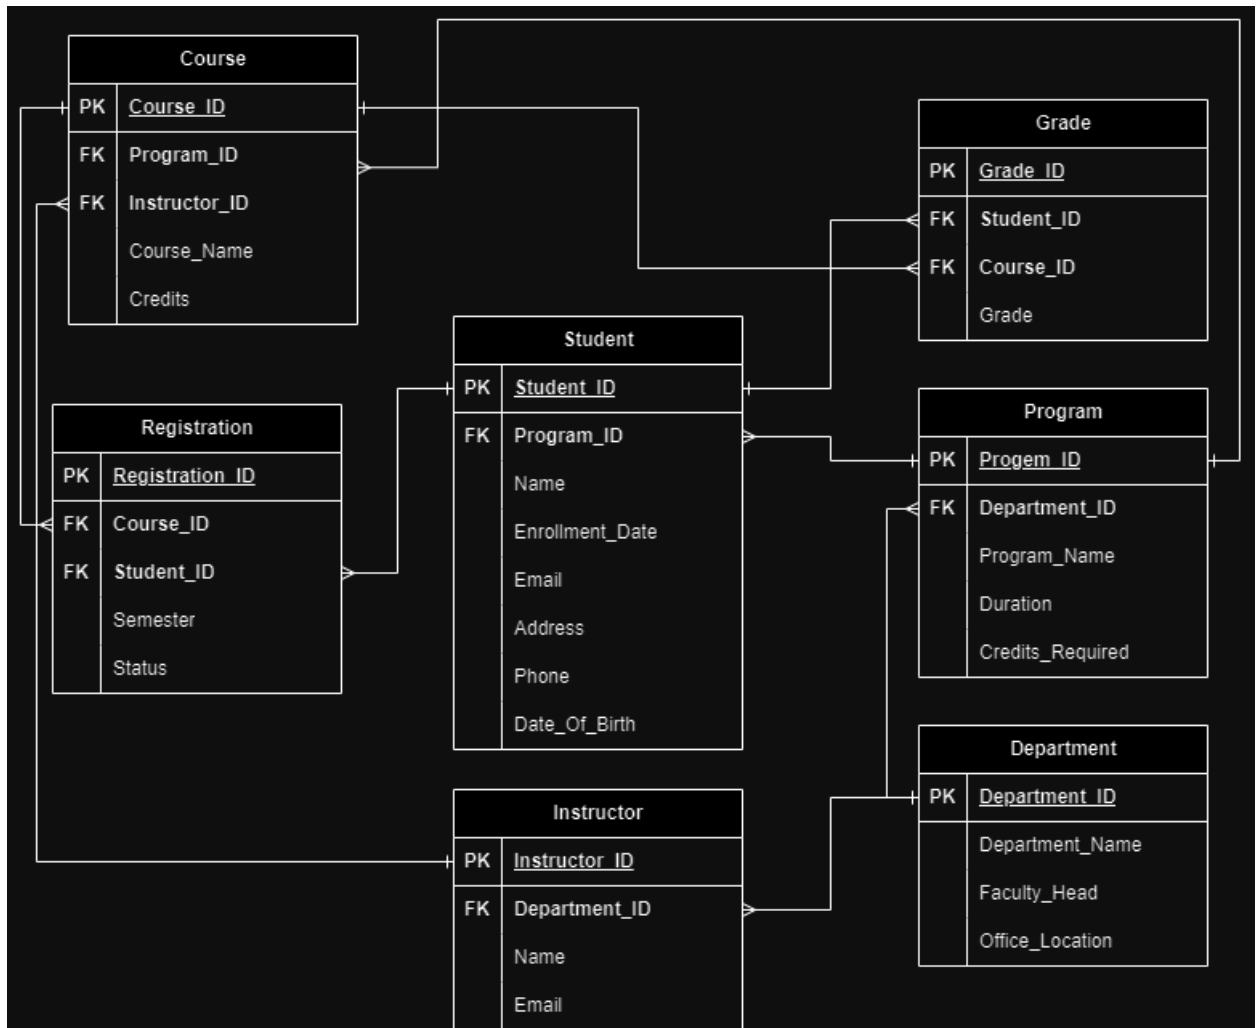 Course
PK Course_ID
FK Program_ID
FK Instructor_ID
Course_Name
Credits
Grade
PK Grade_ID
FK Student_ID
FK Course_ID
Grade
Student
PK Student_ID
FK Program_ID
Name
Enrollment_Date
Email
Address
Phone
Date_Of_Birth
Registration
PK Registration_ID
FK Course_ID
FK Student_ID
Semester
Status
Program
PK Progem_ID
FK Department_ID
Program_Name
Duration
Credits_Required
Department
PK Department_ID
Department_Name
Faculty_Head
Office_Location
Instructor
PK Instructor_ID
FK Department_ID
Name
Email